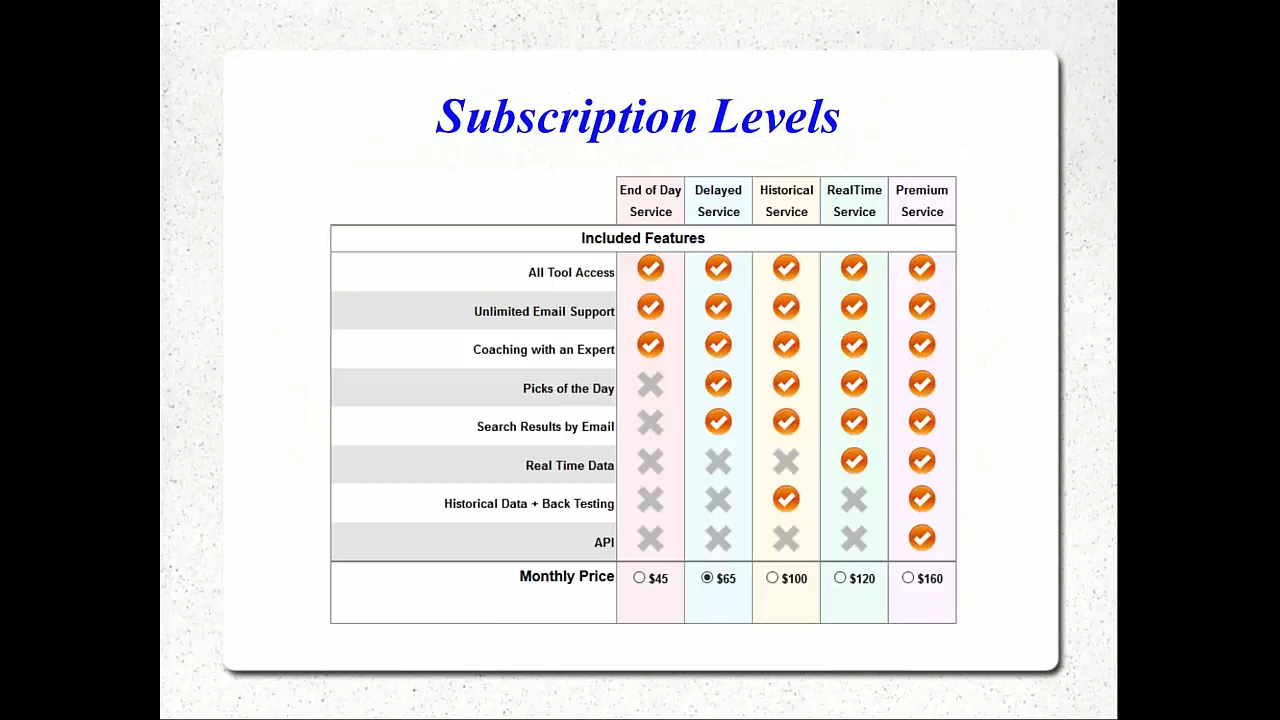 Subscription Levels
End of Day Delayed Historical RealTime Premium
Service Service Service Service Service
Included Features
All Tool Access
Unlimited Email Support
Coaching with an Expert
Picks of the Day
Search Results by Email
Real Time Data
Historical Data + Back Testing
API
Monthly Price $45 $65 $100 $120 $160